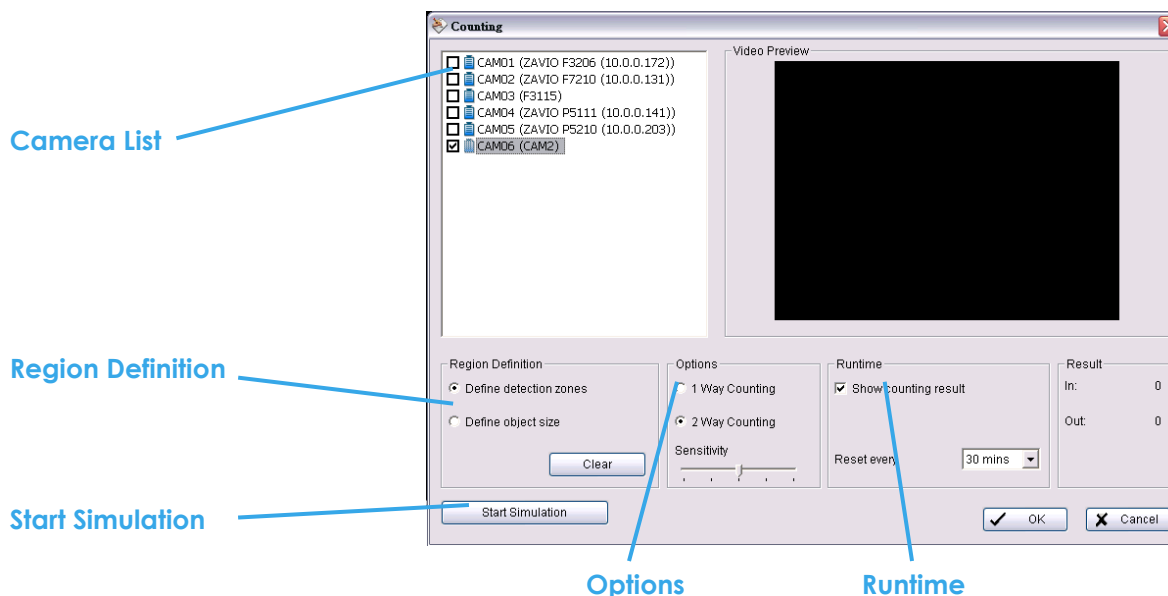 Counting
CAM01 (ZAVIO F3206 (10.0.0.172))
CAM02 (ZAVIO F7210 (10.0.0.131))
CAM03 (F3115)
CAM04 (ZAVIO P5111 (10.0.0.141))
CAM05 (ZAVIO P5210 (10.0.0.203))
CAM06 (CAM2)
Video Preview
Camera List
Region Definition
Define detection zones
Define object size
Clear
Options
1 Way Counting
2 Way Counting
Sensitivity
Runtime
Show counting result
Reset every
30 mins
Result
In: 0
Out: 0
Region Definition
Start Simulation
Start Simulation
OK
Cancel
Options
Runtime